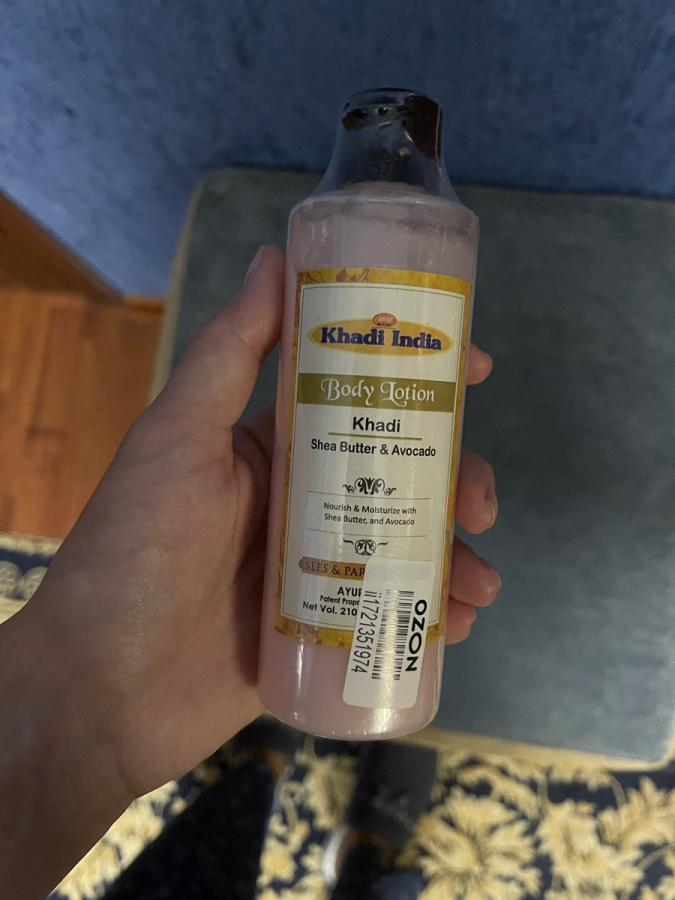 Khadi India
Body Lotion
Khadi
Shea Butter & Avocado
Nourish & Moisturize with
Shea Butter, and Avocado
SLES & PAR
AYUR
Patent Propr
Net Vol. 210
OZON
ii1721351974